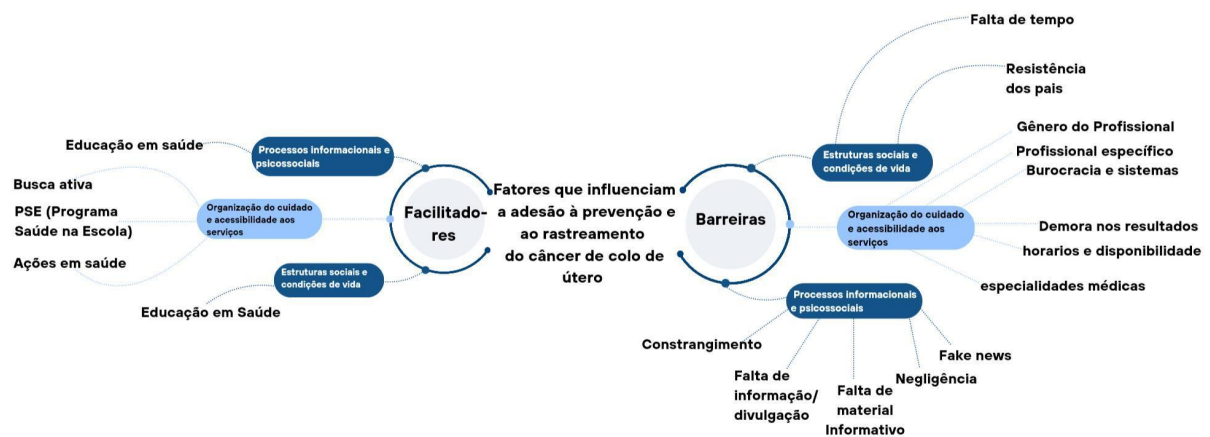 Fatores que influenciam
a adesão à prevenção e
ao rastreamento
do câncer de colo de
útero
Facilitado-
res
Processos informacionais e
psicossociais
Educação em saúde
Organização do cuidado
e acessibilidade aos
serviços
Busca ativa
PSE (Programa
Saúde na Escola)
Ações em saúde
Estruturas sociais e
condições de vida
Educação em Saúde
Barreiras
Estruturas sociais e
condições de vida
Falta de tempo
Resistência
dos pais
Organização do cuidado
e acessibilidade aos
serviços
Gênero do Profissional
Profissional específico
Burocracia e sistemas
Demora nos resultados
horarios e disponibilidade
especialidades médicas
Processos informacionais
e psicossociais
Constrangimento
Falta de
informação/
divulgação
Falta de
material
Informativo
Negligência
Fake news